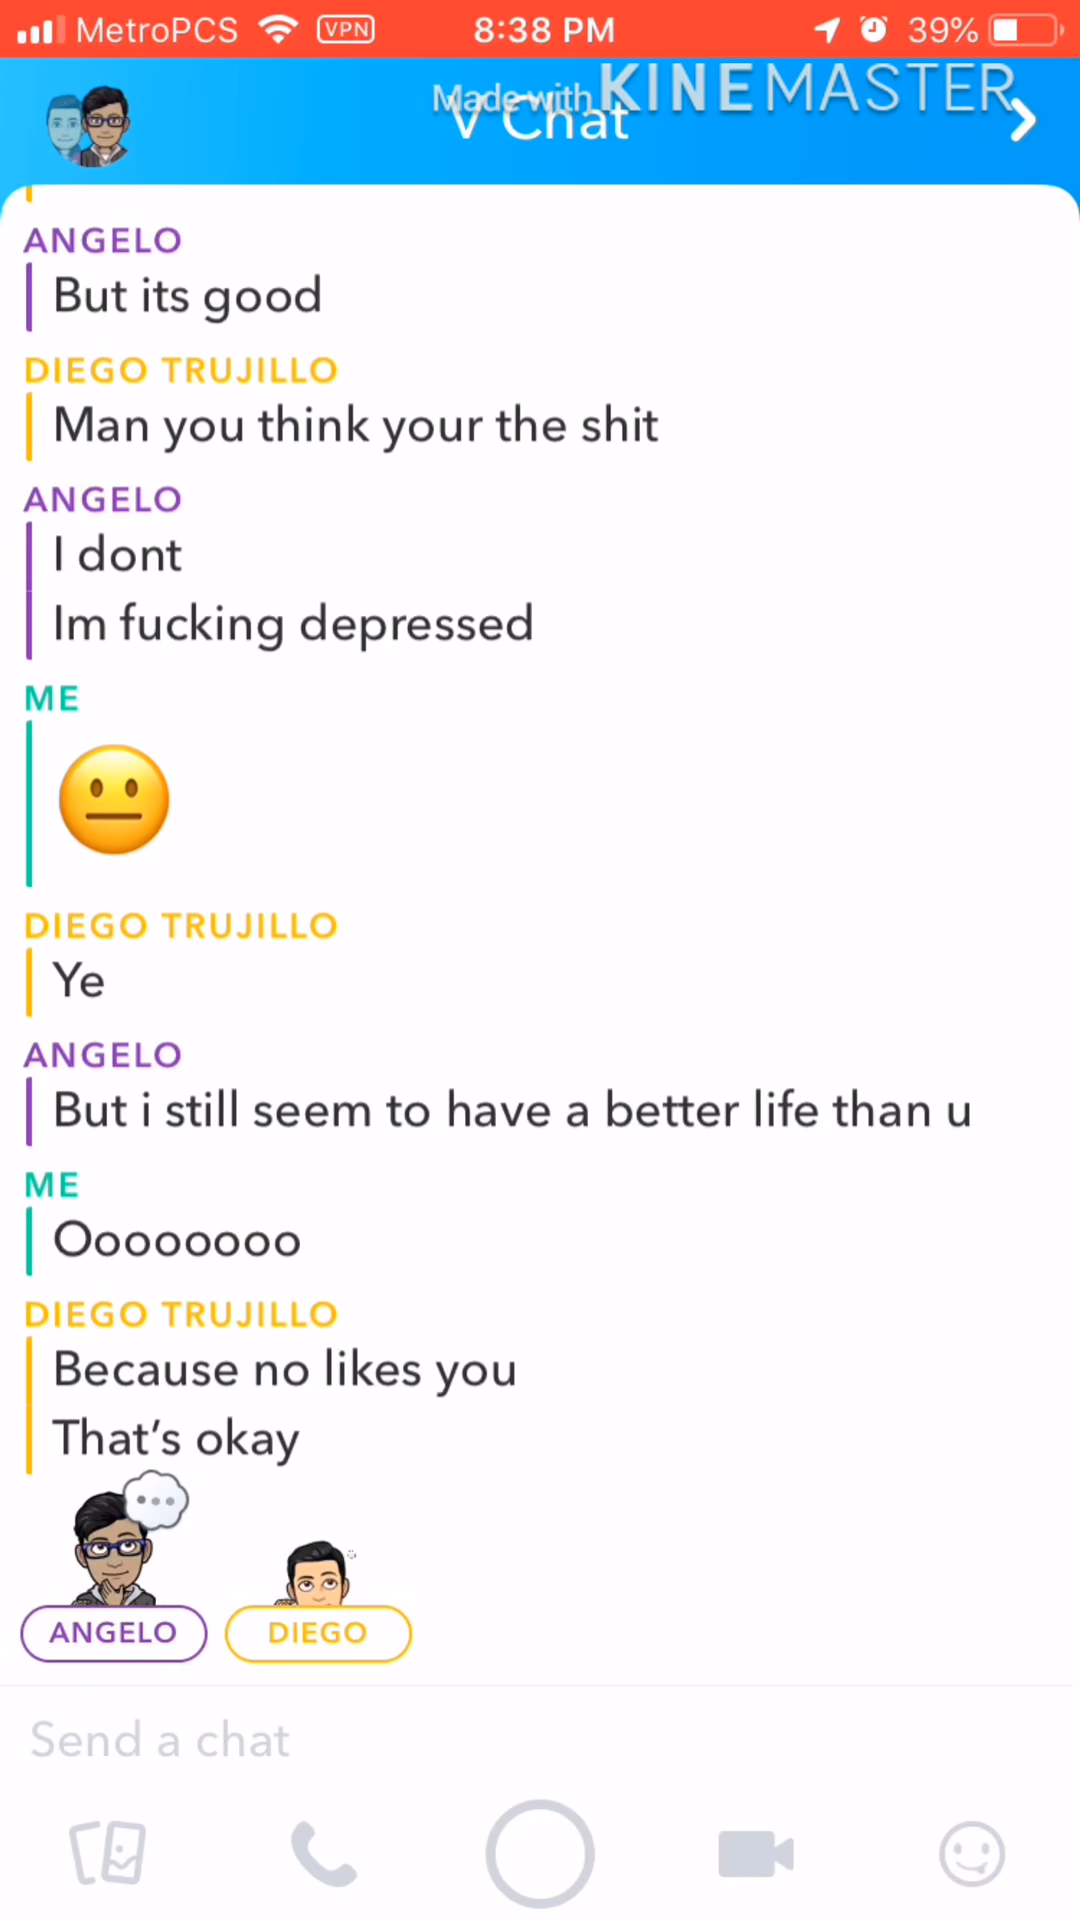 MetroPCS VPN 8:38 PM 39%
Made with KINEMASTER
V Chat
ANGELO
But its good
DIEGO TRUJILLO
Man you think your the shit
ANGELO
I dont
Im fucking depressed
ME
DIEGO TRUJILLO
Ye
ANGELO
But i still seem to have a better life than u
ME
Oooooooo
DIEGO TRUJILLO
Because no likes you
That’s okay
ANGELO DIEGO
Send a chat